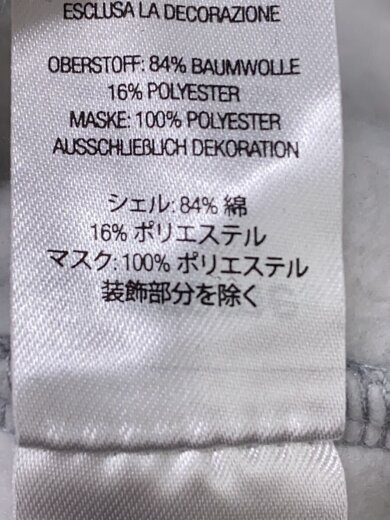 ESCLUSA LA DECORAZIONE
OBERSTOFF: 84% BAUMWOLLE
16% POLYESTER
MASKE: 100% POLYESTER
AUSSCHLIEßLICH DEKORATION
シェル: 84% 綿
16% ポリエステル
マスク: 100% ポリエステル
装飾部分を除く